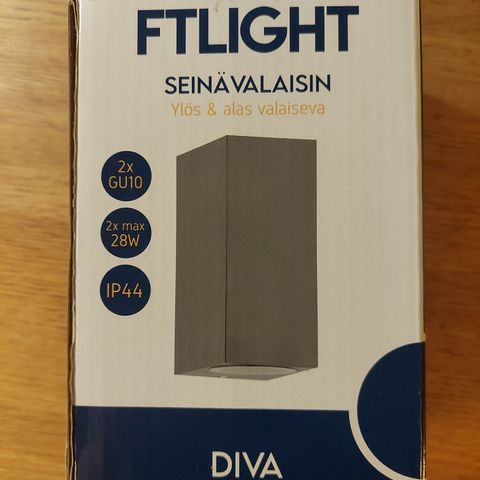 FTLIGHT
SEINÄVALAISIN
Ylös & alas valaiseva
2x
GU10
2x max
28W
IP44
DIVA